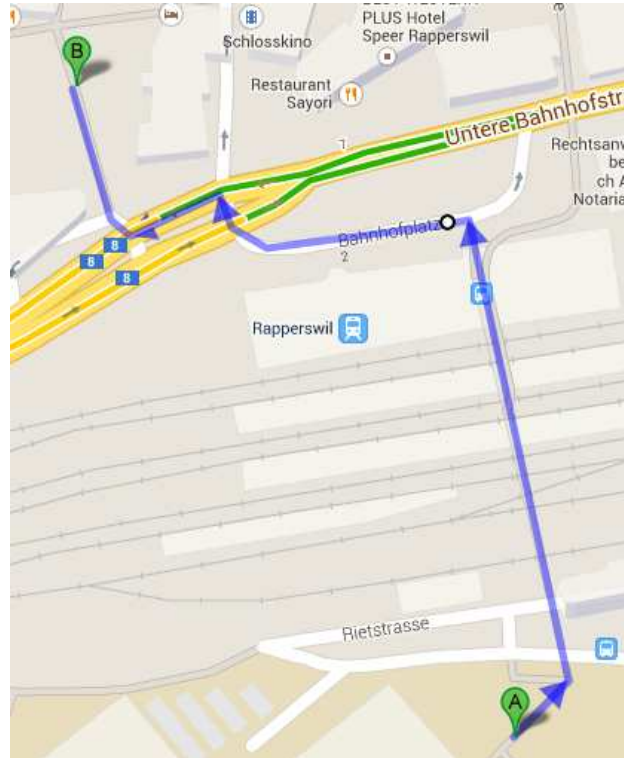 PLUS Hotel
Speer Rapperswil
B
Schlosskino
Restaurant
Sayori
Untere Bahnhofstr
Rechtsanw
be
ch A
Notaria
Bahnhofplatz
2
8
8
8
Rapperswil
Rietstrasse
A